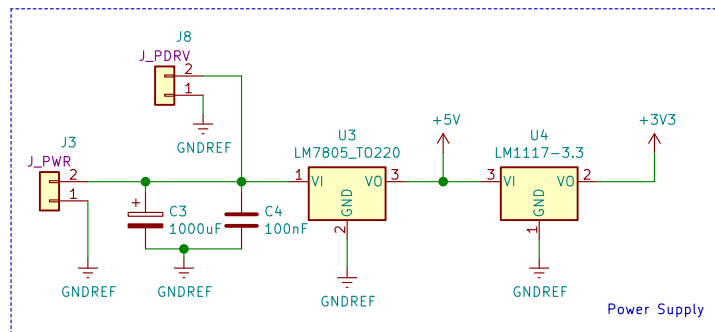 J8
J_PDRV
2
1
GNDREF
J3
J_PWR
2
1
GNDREF
+
C3
1000uF
C4
100nF
GNDREF
U3
LM7805_TO220
1
VI
VO
3
GND
2
GNDREF
+5V
U4
LM1117-3.3
3
VI
VO
2
GND
1
GNDREF
+3V3
Power Supply